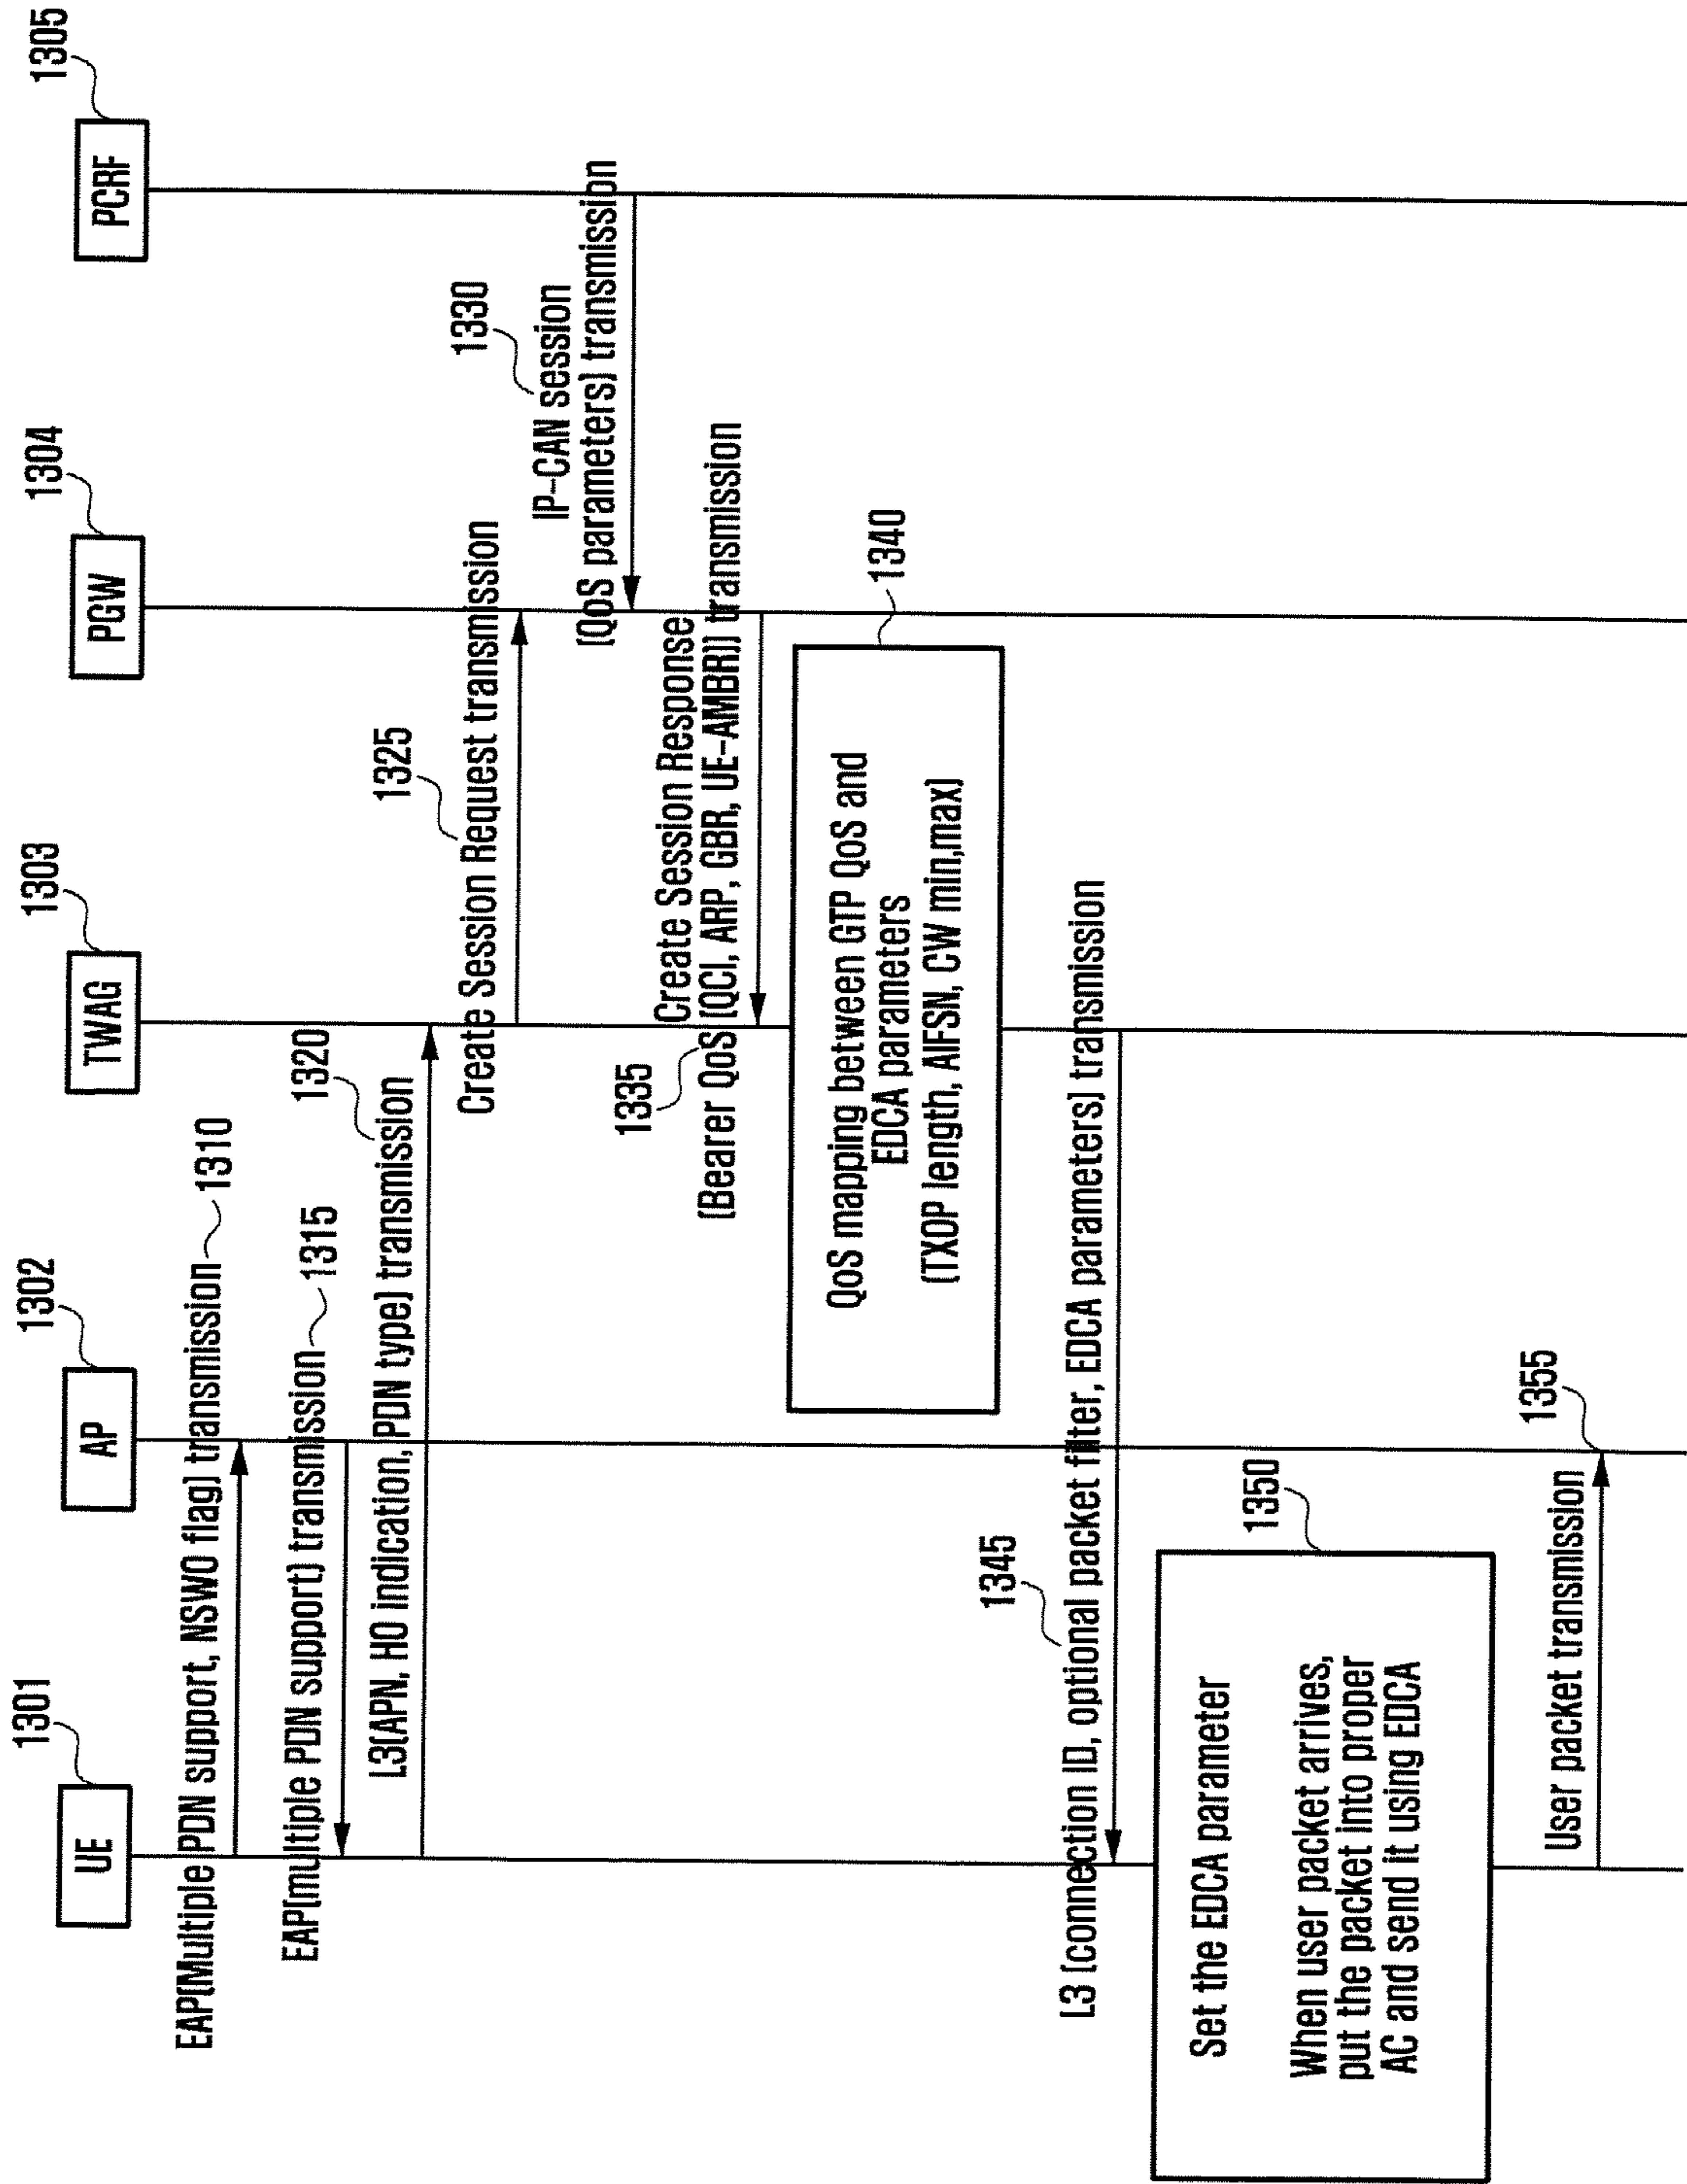 1301
1302
1303
1304
1305
UE
AP
TWAG
PGW
PCRF
EAP(Multiple PDN support, NSWO flag) transmission 1310
EAP(multiple PDN support) transmission 1315
1320
L3(APN, HO indication, PDN type) transmission
1325
Create Session Request transmission
1330
IP-CAN session
(QoS parameters) transmission
1335
Create Session Response
(Bearer QoS (QCI, ARP, GBR, UE-AMBR)) transmission
1340
QoS mapping between GTP QoS and
EDCA parameters
(TXOP length, AIFSN, CW min,max)
1345
L3 (connection ID, optional packet filter, EDCA parameters) transmission
1350
Set the EDCA parameter
When user packet arrives,
put the packet into proper
AC and send it using EDCA
User packet transmission
1355